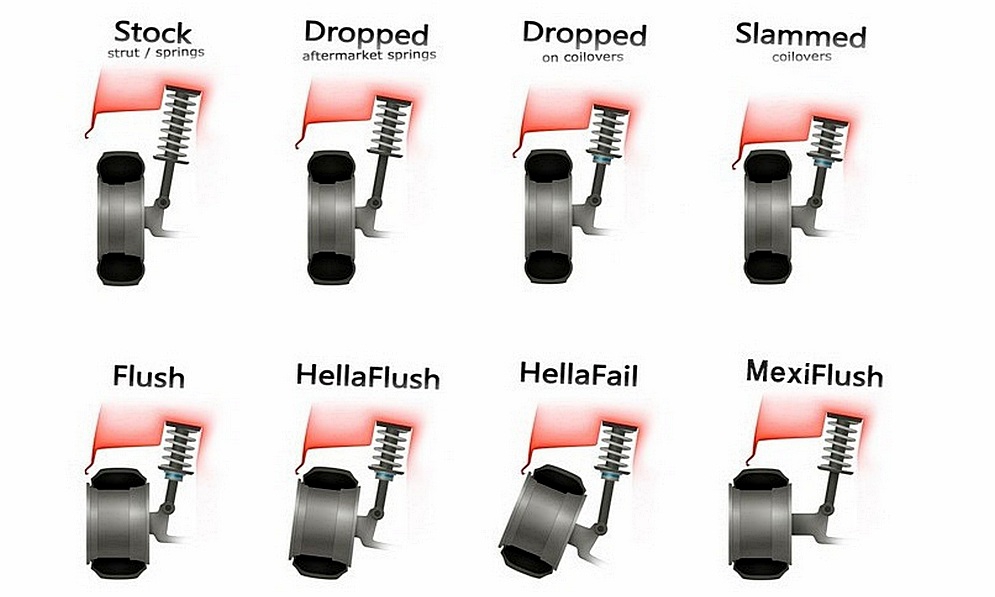 Stock
strut / springs
Dropped
aftermarket springs
Dropped
on coilovers
Slammed
coilovers
Flush
HellaFlush
HellaFail
MexiFlush